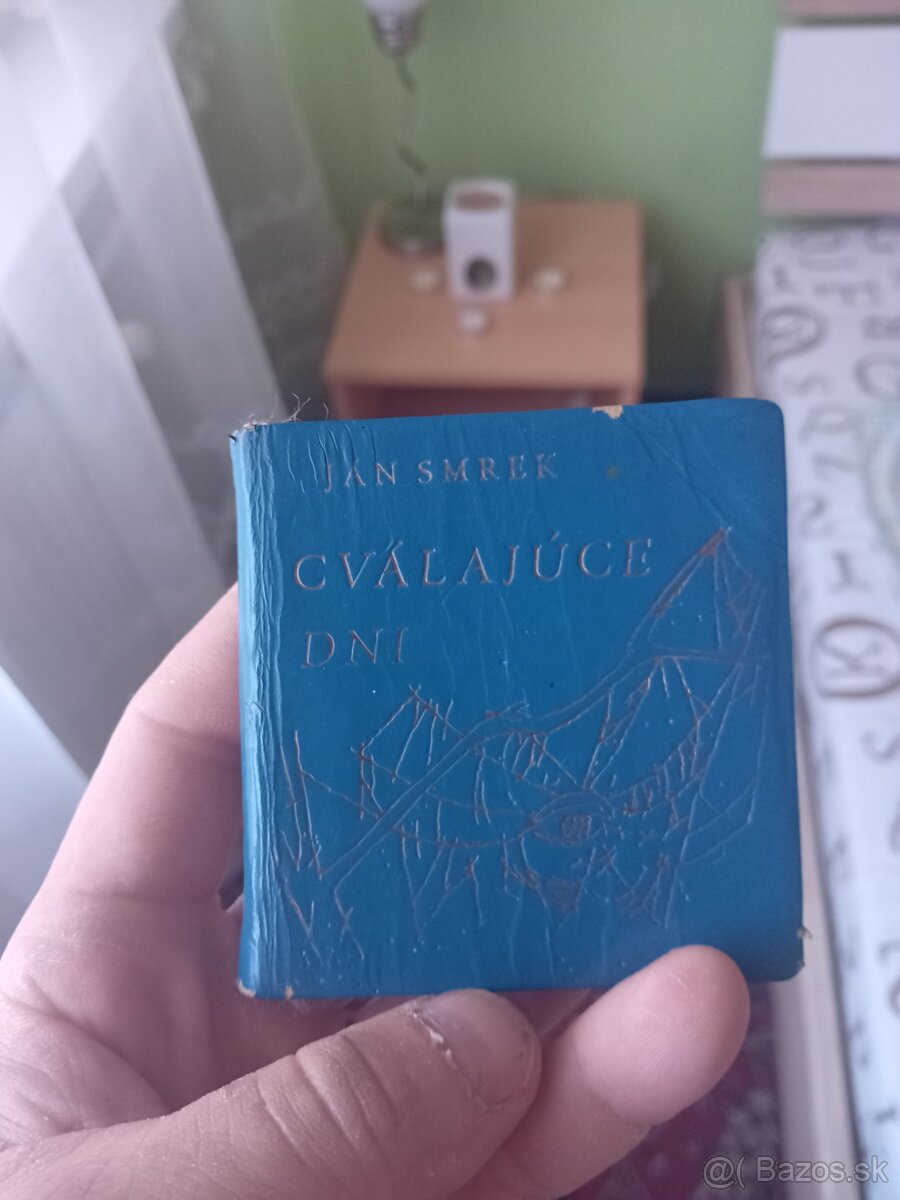 JÁN SMREK
CVÁLAJÚCE
DNI
@( Bazos.sk